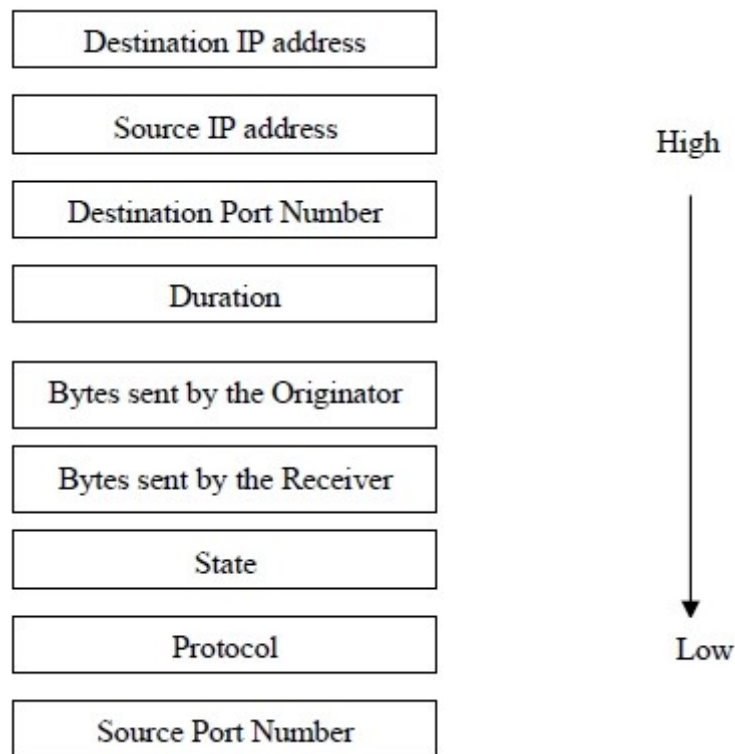 Destination IP address
Source IP address
High
Destination Port Number
Duration
Bytes sent by the Originator
Bytes sent by the Receiver
State
Protocol
Low
Source Port Number